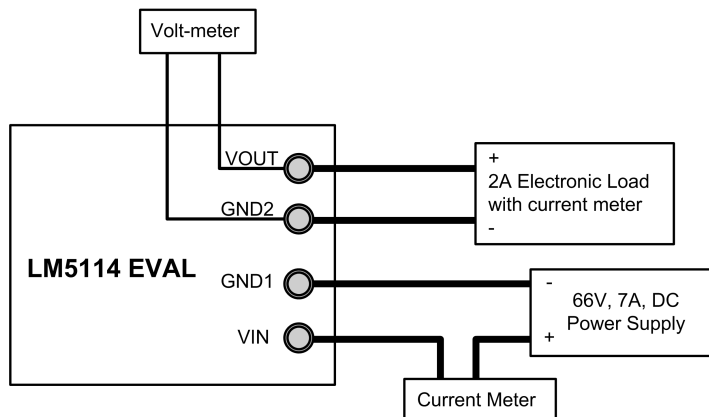 Volt-meter
VOUT
+
2A Electronic Load
with current meter
-
GND2
LM5114 EVAL
GND1
-
66V, 7A, DC
Power Supply
+
VIN
Current Meter